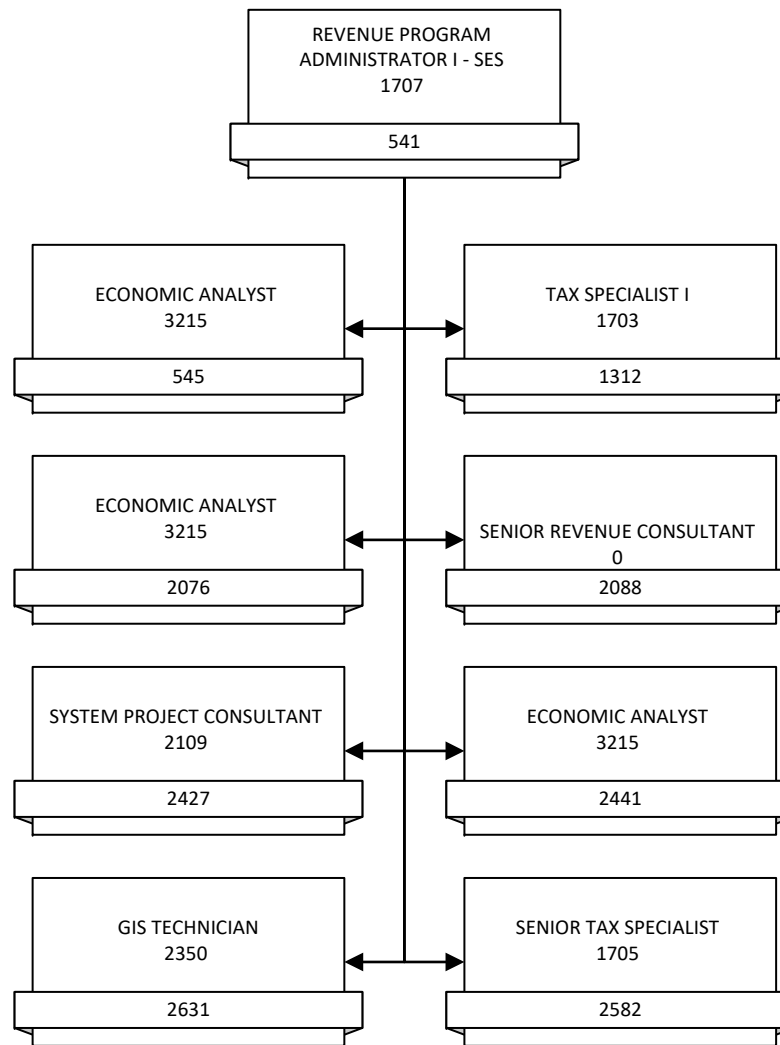 REVENUE PROGRAM
ADMINISTRATOR I - SES
1707
541
ECONOMIC ANALYST
3215
545
TAX SPECIALIST I
1703
1312
ECONOMIC ANALYST
3215
2076
SENIOR REVENUE CONSULTANT
0
2088
SYSTEM PROJECT CONSULTANT
2109
2427
ECONOMIC ANALYST
3215
2441
GIS TECHNICIAN
2350
2631
SENIOR TAX SPECIALIST
1705
2582